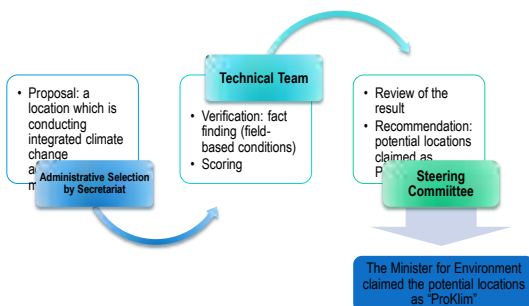 • Proposal: a
location which is
conducting
integrated climate
change
Administrative Selection
by Secretariat
Technical Team
• Verification: fact
finding (field-
based conditions)
• Scoring
• Review of the
result
• Recommendation:
potential locations
claimed as
Steering
Commiittee
The Minister for Environment
claimed the potential locations
as “ProKlim”